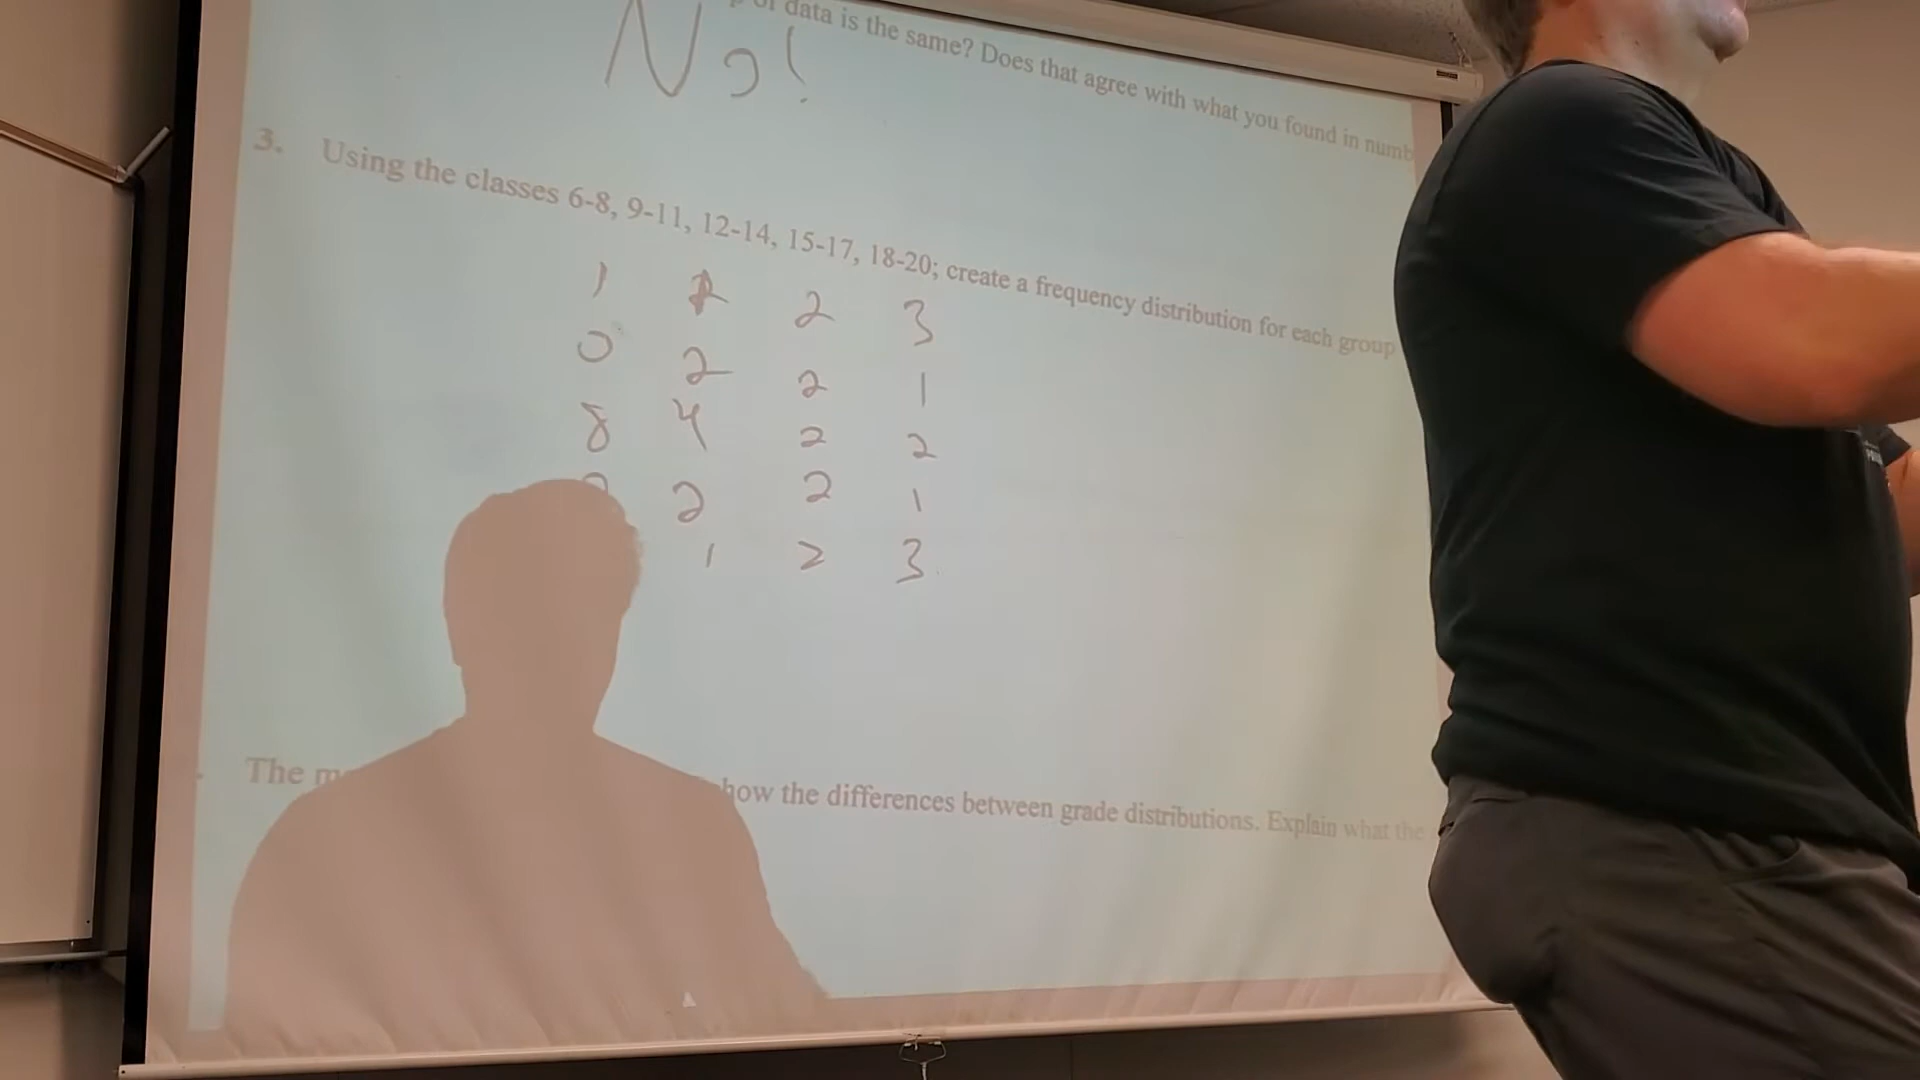 of data is the same? Does that agree with what you found in numb
No!
3. Using the classes 6-8, 9-11, 12-14, 15-17, 18-20; create a frequency distribution for each group
1 2 3
0 2 2 1
8 4 2 2
2 2 1
1 2 3
The how the differences between grade distributions. Explain what the